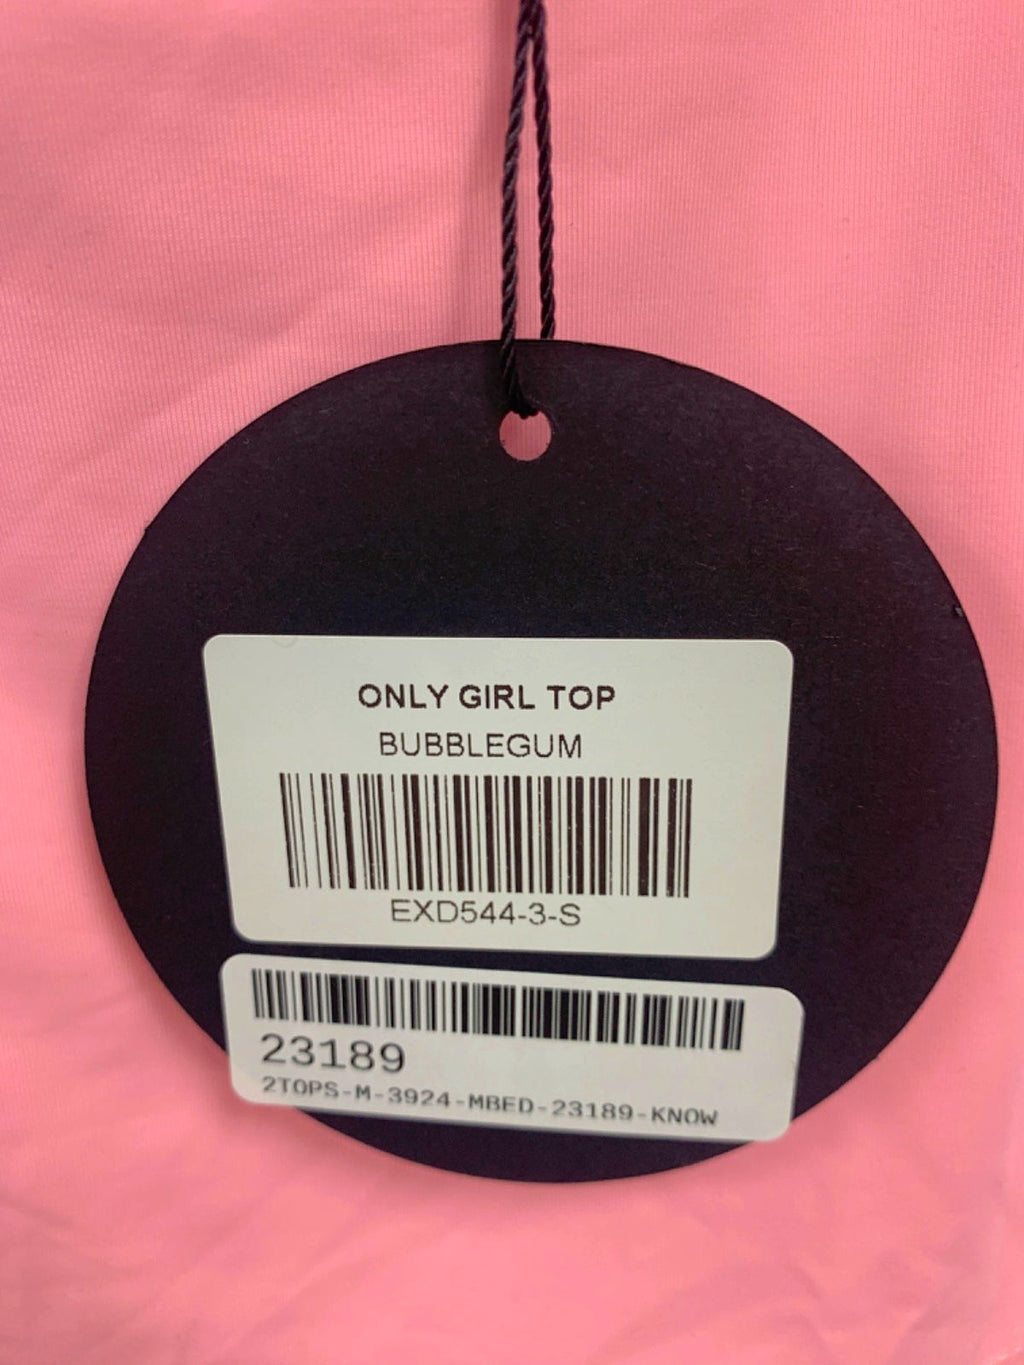 ONLY GIRL TOP
BUBBLEGUM
EXD544-3-S
23189
2TOPS-M-3924-MBED-23189-KNOW